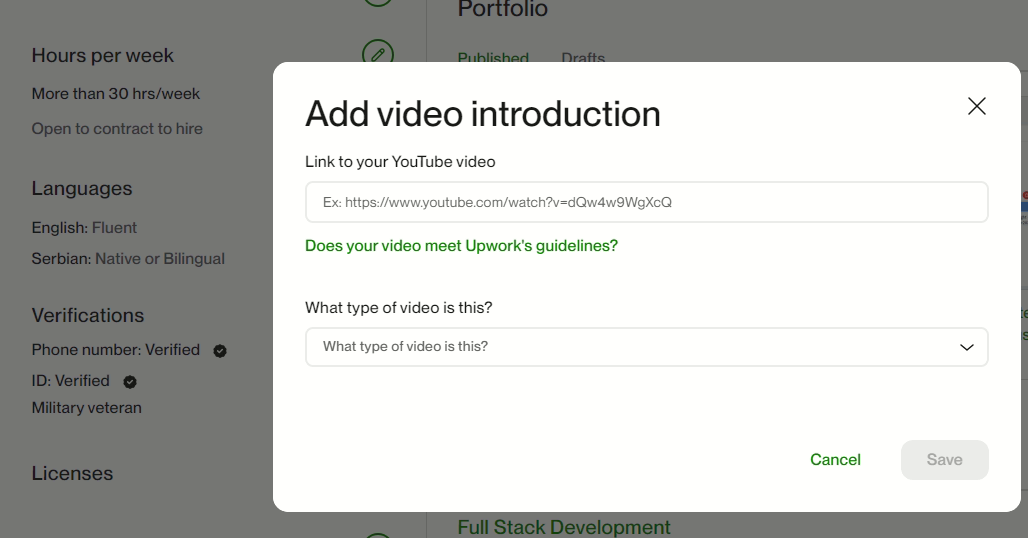 Portfolio
Hours per week
Published Drafts
More than 30 hrs/week
Open to contract to hire
Languages
English: Fluent
Serbian: Native or Bilingual
Verifications
Phone number: Verified
ID: Verified
Military veteran
Licenses
Add video introduction
Link to your YouTube video
Ex: https://www.youtube.com/watch?v=dQw4w9WgXcQ
Does your video meet Upwork's guidelines?
What type of video is this?
What type of video is this?
Cancel Save
Full Stack Development